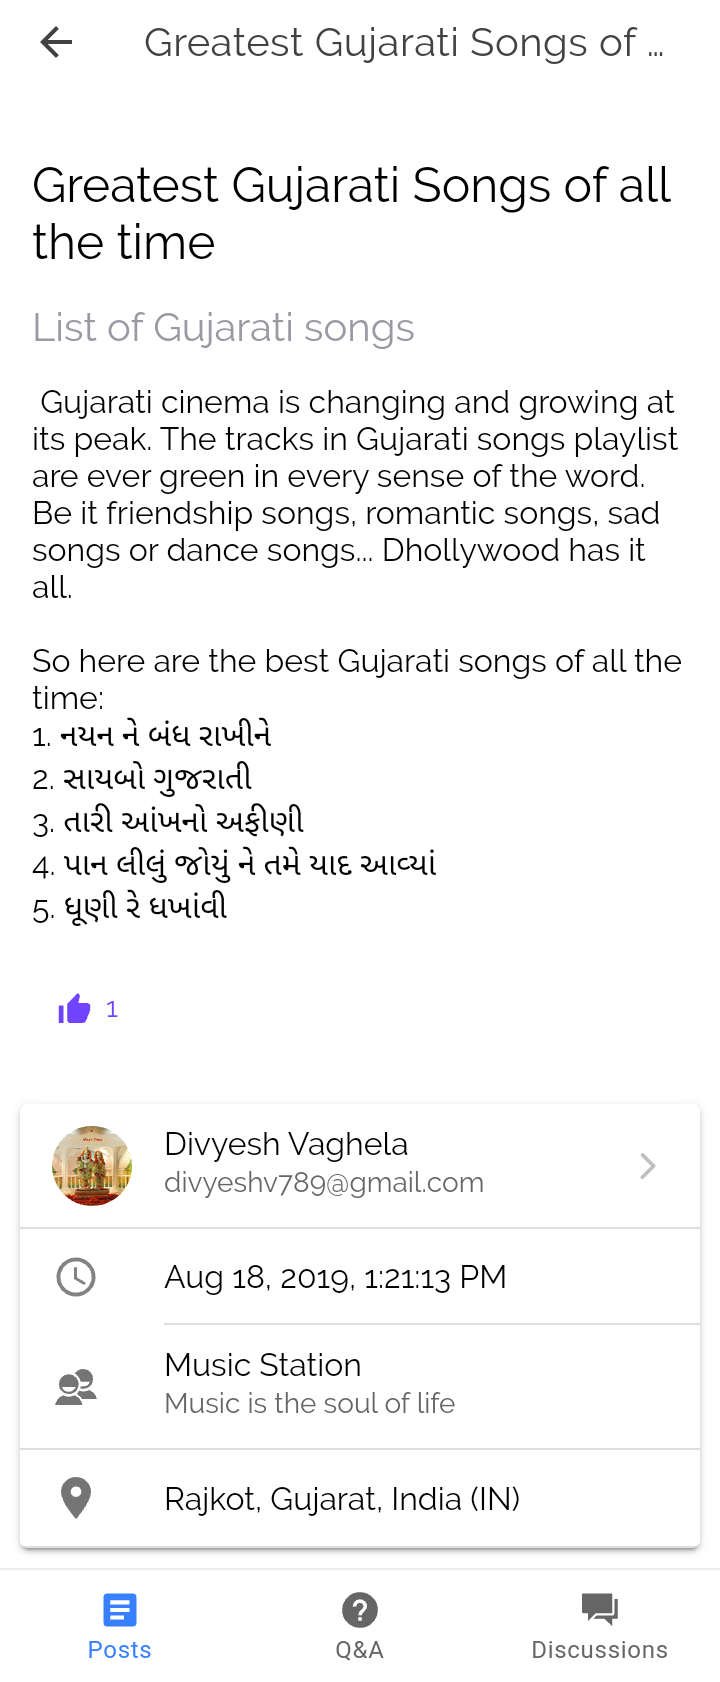 Greatest Gujarati Songs of ...
Greatest Gujarati Songs of all
the time
List of Gujarati songs
Gujarati cinema is changing and growing at
its peak. The tracks in Gujarati songs playlist
are ever green in every sense of the word.
Be it friendship songs, romantic songs, sad
songs or dance songs... Dhollywood has it
all.
So here are the best Gujarati songs of all the
time:
1. નયન ને બંધ રાખીને
2. સાયબો ગુજરાતી
3. તારી આંખનો અફીણી
4. પાન લીલું જોયું ને તમે યાદ આવ્યાં
5. ધૂણી રે ધખાંવી
1
Divyesh Vaghela
divyeshv789@gmail.com
Aug 18, 2019, 1:21:13 PM
Music Station
Music is the soul of life
Rajkot, Gujarat, India (IN)
Posts
Q&A
Discussions